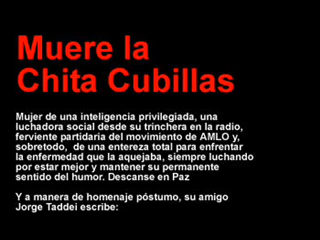 Muere la
Chita Cubillas
Mujer de una inteligencia privilegiada, una
luchadora social desde su trinchera en la radio,
ferviente partidaria del movimiento de AMLO y,
sobretodo,  de una entereza total para enfrentar
la enfermedad que la aquejaba, siempre luchando
por estar mejor y mantener su permanente
sentido del humor. Descanse en Paz
Y a manera de homenaje póstumo, su amigo
Jorge Taddei escribe: